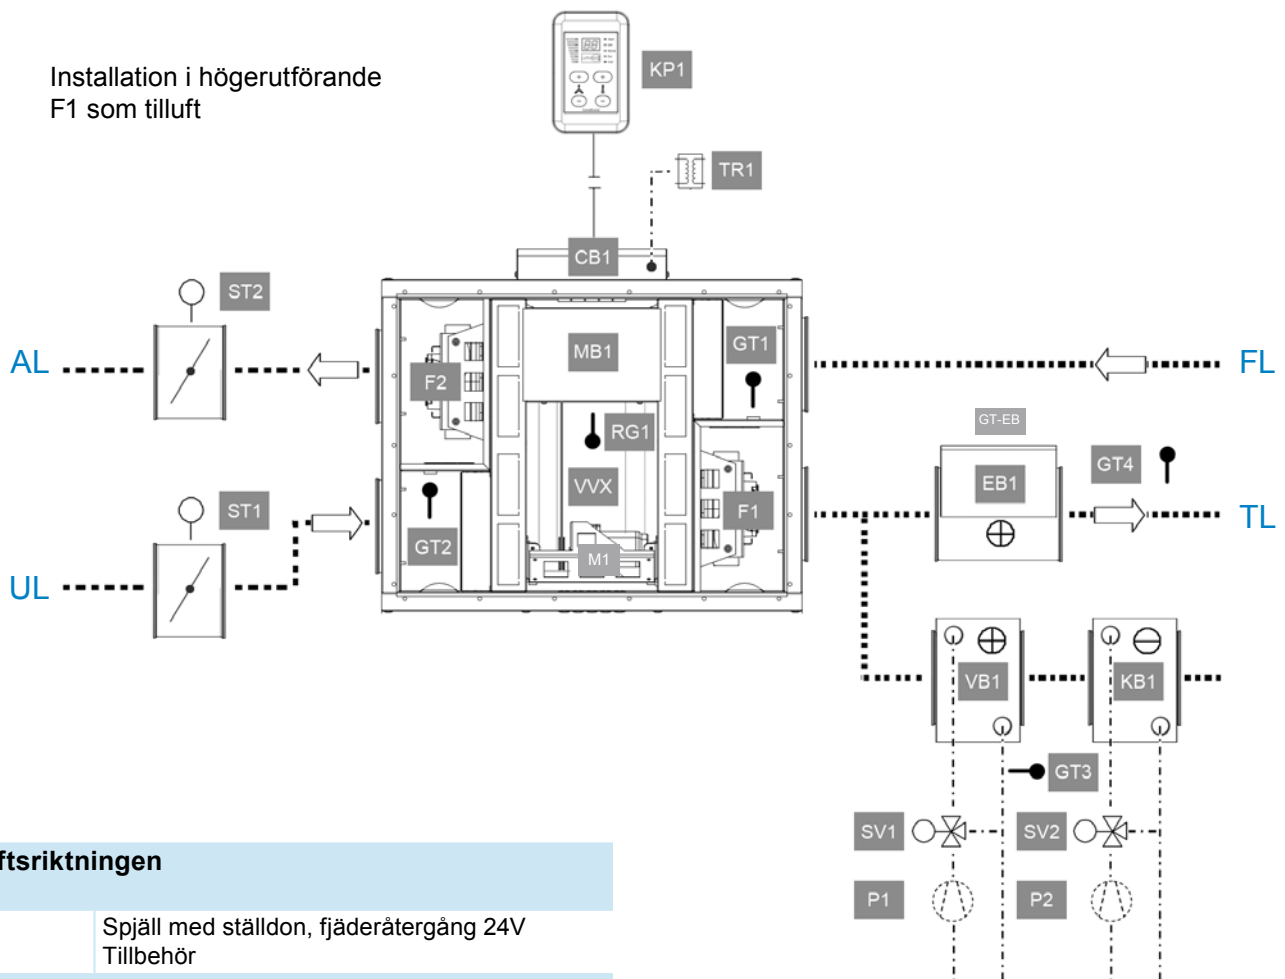 Installation i högerutförande
F1 som tilluft
KP1
TR1
CB1
ST2
MB1
GT1
AL
FL
F2
GT-EB
RG1
GT4
EB1
VVX
ST1
F1
TL
GT2
M1
UL
VB1
KB1
GT3
SV1
SV2
P1
P2
ftsriktningen
Spjäll med ställdon, fjäderåtergång 24V
Tillbehör